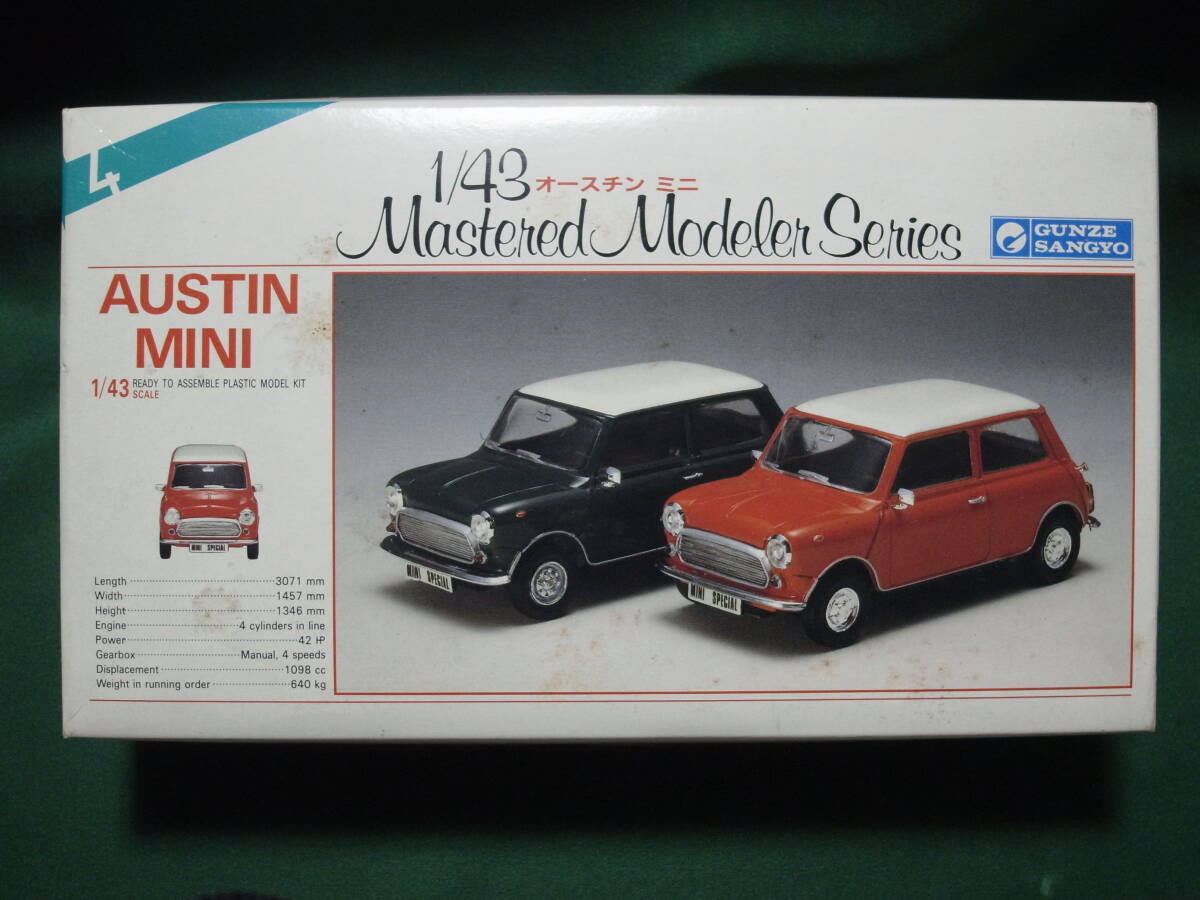 4
1/43 オースチン ミニ
Mastered Modeler Series
GUNZE
SANGYO
AUSTIN
MINI
1/43 READY TO ASSEMBLE PLASTIC MODEL KIT
SCALE
MINI SPECIAL
Length 3071 mm
Width 1457 mm
Height 1346 mm
Engine 4 cylinders in line
Power 42 HP
Gearbox Manual, 4 speeds
Displacement 1098 cc
Weight in running order 640 kg
MINI SPECIAL
MINI SPECIAL